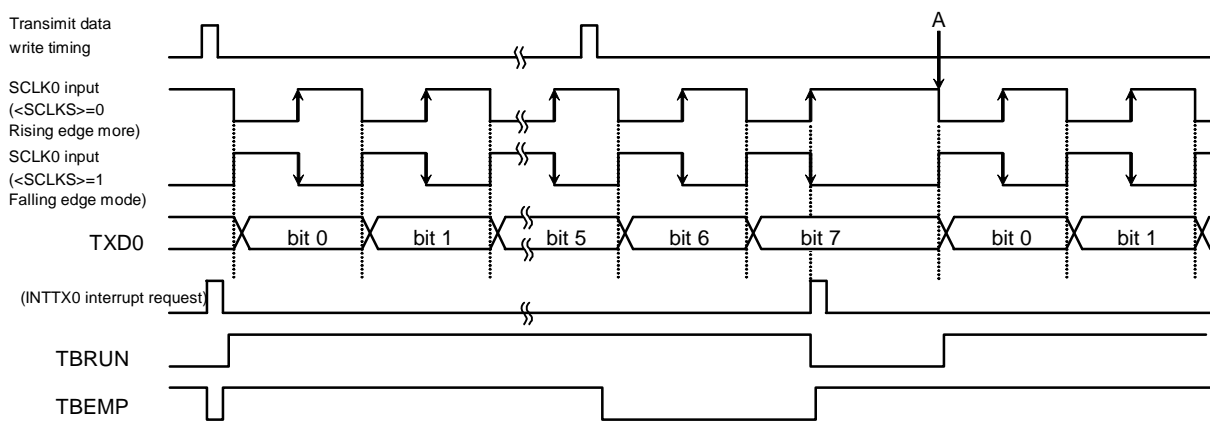 Transimit data
write timing
A
SCLK0 input
(<SCLKS>=0
Rising edge more)
SCLK0 input
(<SCLKS>=1
Falling edge mode)
TXD0
bit 0
bit 1
bit 5
bit 6
bit 7
bit 0
bit 1
(INTTX0 interrupt request)
TBRUN
TBEMP